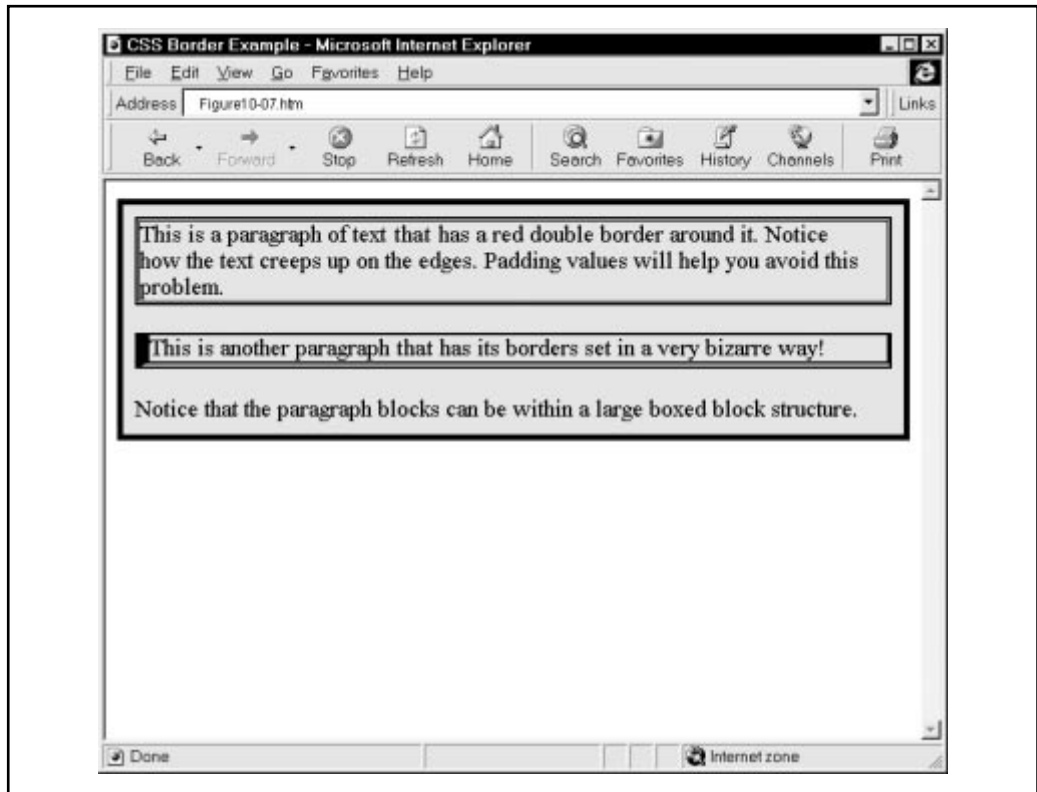 CSS Border Example - Microsoft Internet Explorer
File Edit View Go Favorites Help
Address Figure10-07.htm Links
Back Forward Stop Refresh Home Search Favorites History Channels Print
This is a paragraph of text that has a red double border around it. Notice
how the text creeps up on the edges. Padding values will help you avoid this
problem.
This is another paragraph that has its borders set in a very bizarre way!
Notice that the paragraph blocks can be within a large boxed block structure.
Done Internet zone